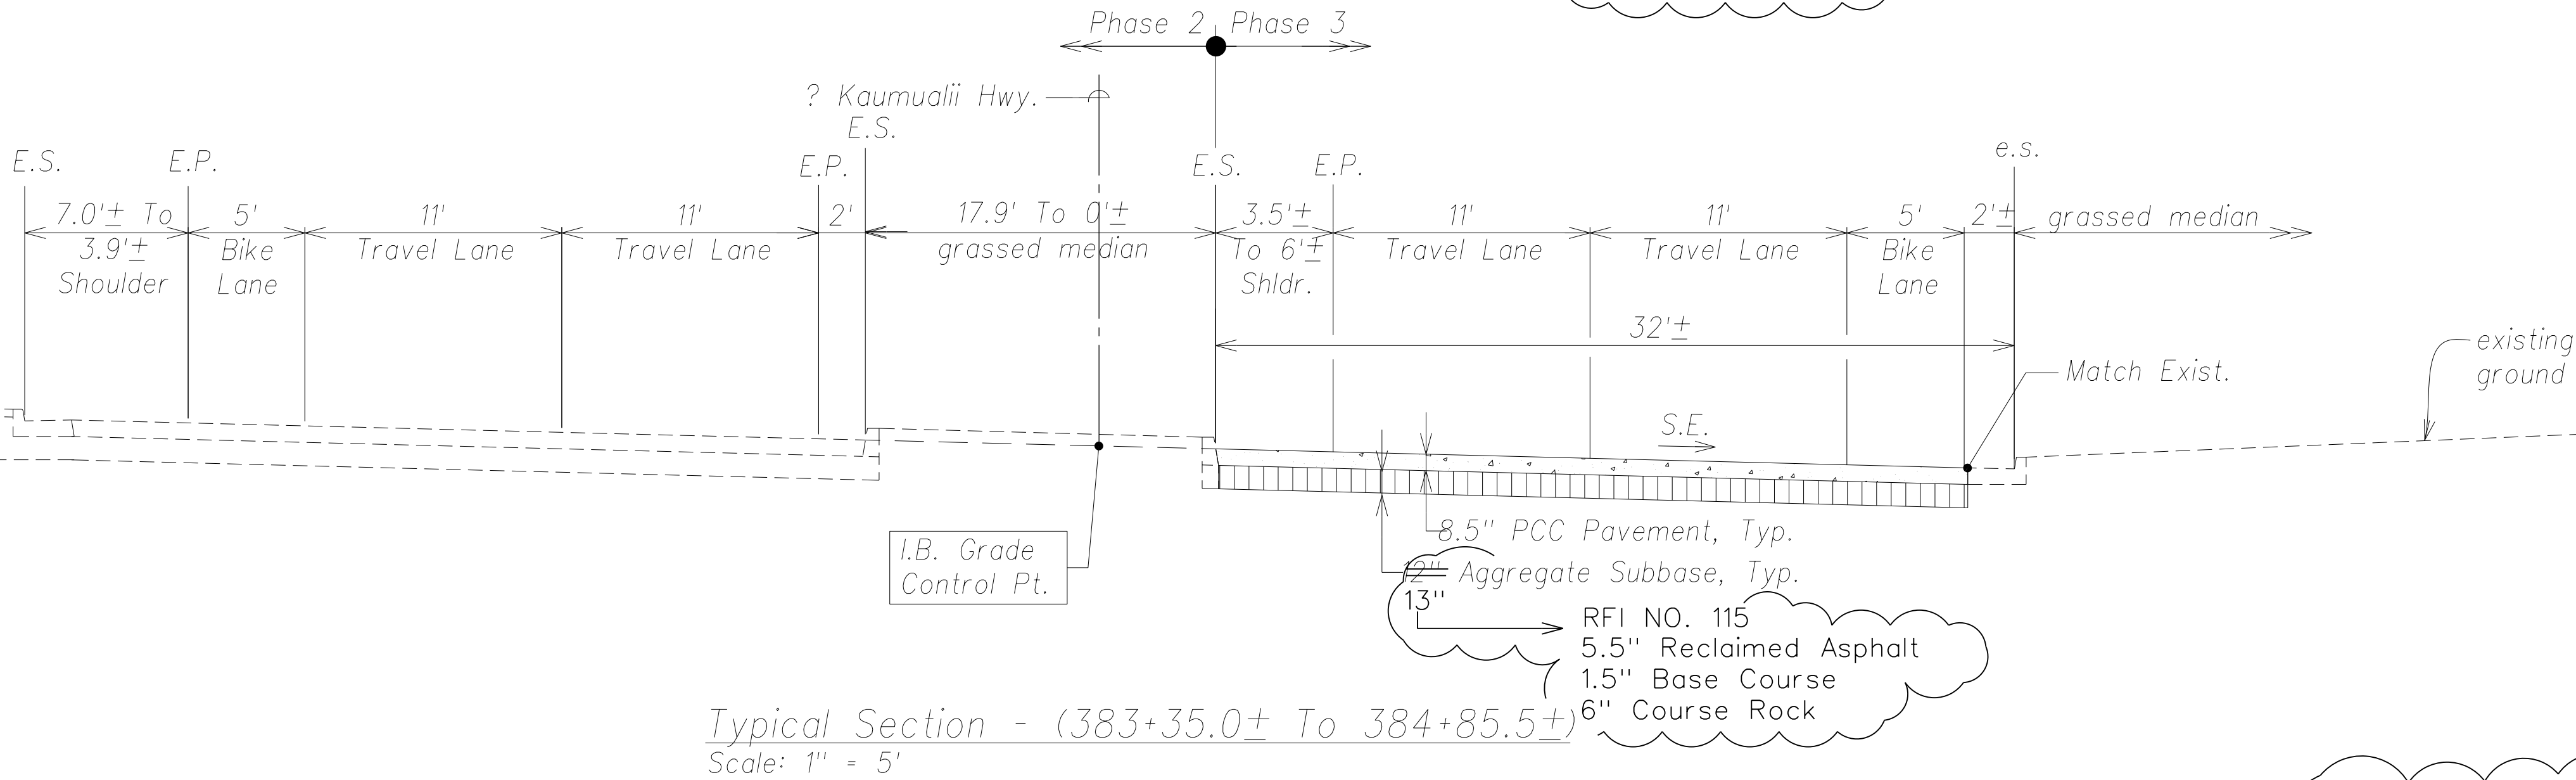 Phase 2 Phase 3
? Kaumualii Hwy.
E.S.
E.S.
E.P.
E.P.
E.S.
E.P.
e.s.
7.0'± To
3.9'±
Shoulder
5'
Bike
Lane
11'
Travel Lane
11'
Travel Lane
2'
17.9' To 0'±
grassed median
3.5'±
To 6'±
Shldr.
11'
Travel Lane
11'
Travel Lane
5'
Bike
Lane
2'±
grassed median
32'±
existing
ground
Match Exist.
S.E.
I.B. Grade
Control Pt.
8.5" PCC Pavement, Typ.
12" Aggregate Subbase, Typ.
13"
RFI NO. 115
5.5" Reclaimed Asphalt
1.5" Base Course
6" Course Rock
Typical Section - (383+35.0± To 384+85.5±)
Scale: 1" = 5'